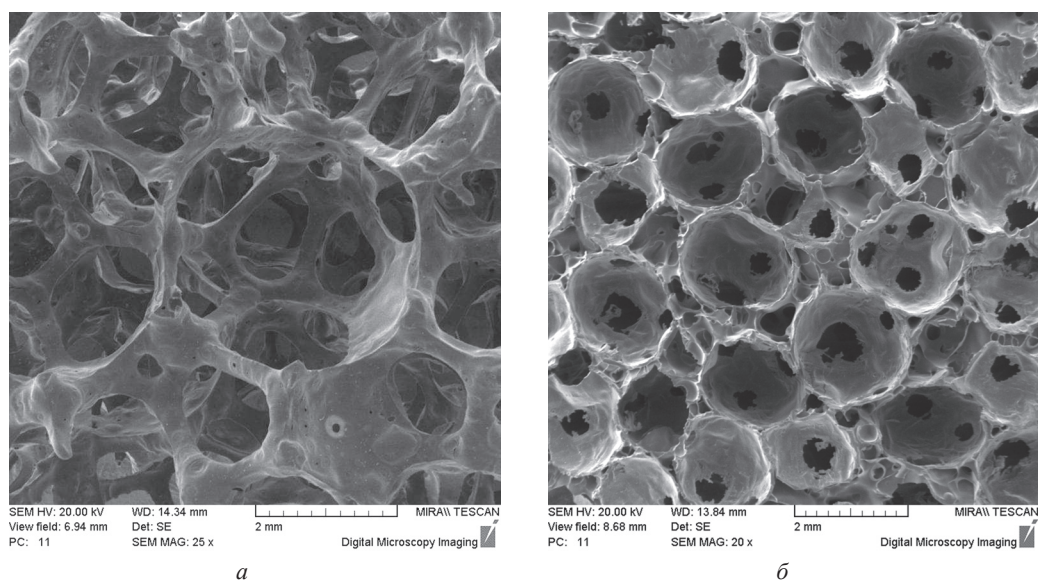 SEM HV: 20.00 kV WD: 14.34 mm MIRA\\ TESCAN
View field: 6.94 mm Det: SE 2 mm
PC: 11 SEM MAG: 25 x Digital Microscopy Imaging
SEM HV: 20.00 kV WD: 13.84 mm MIRA\\ TESCAN
View field: 8.68 mm Det: SE 2 mm
PC: 11 SEM MAG: 20 x Digital Microscopy Imaging
а
б